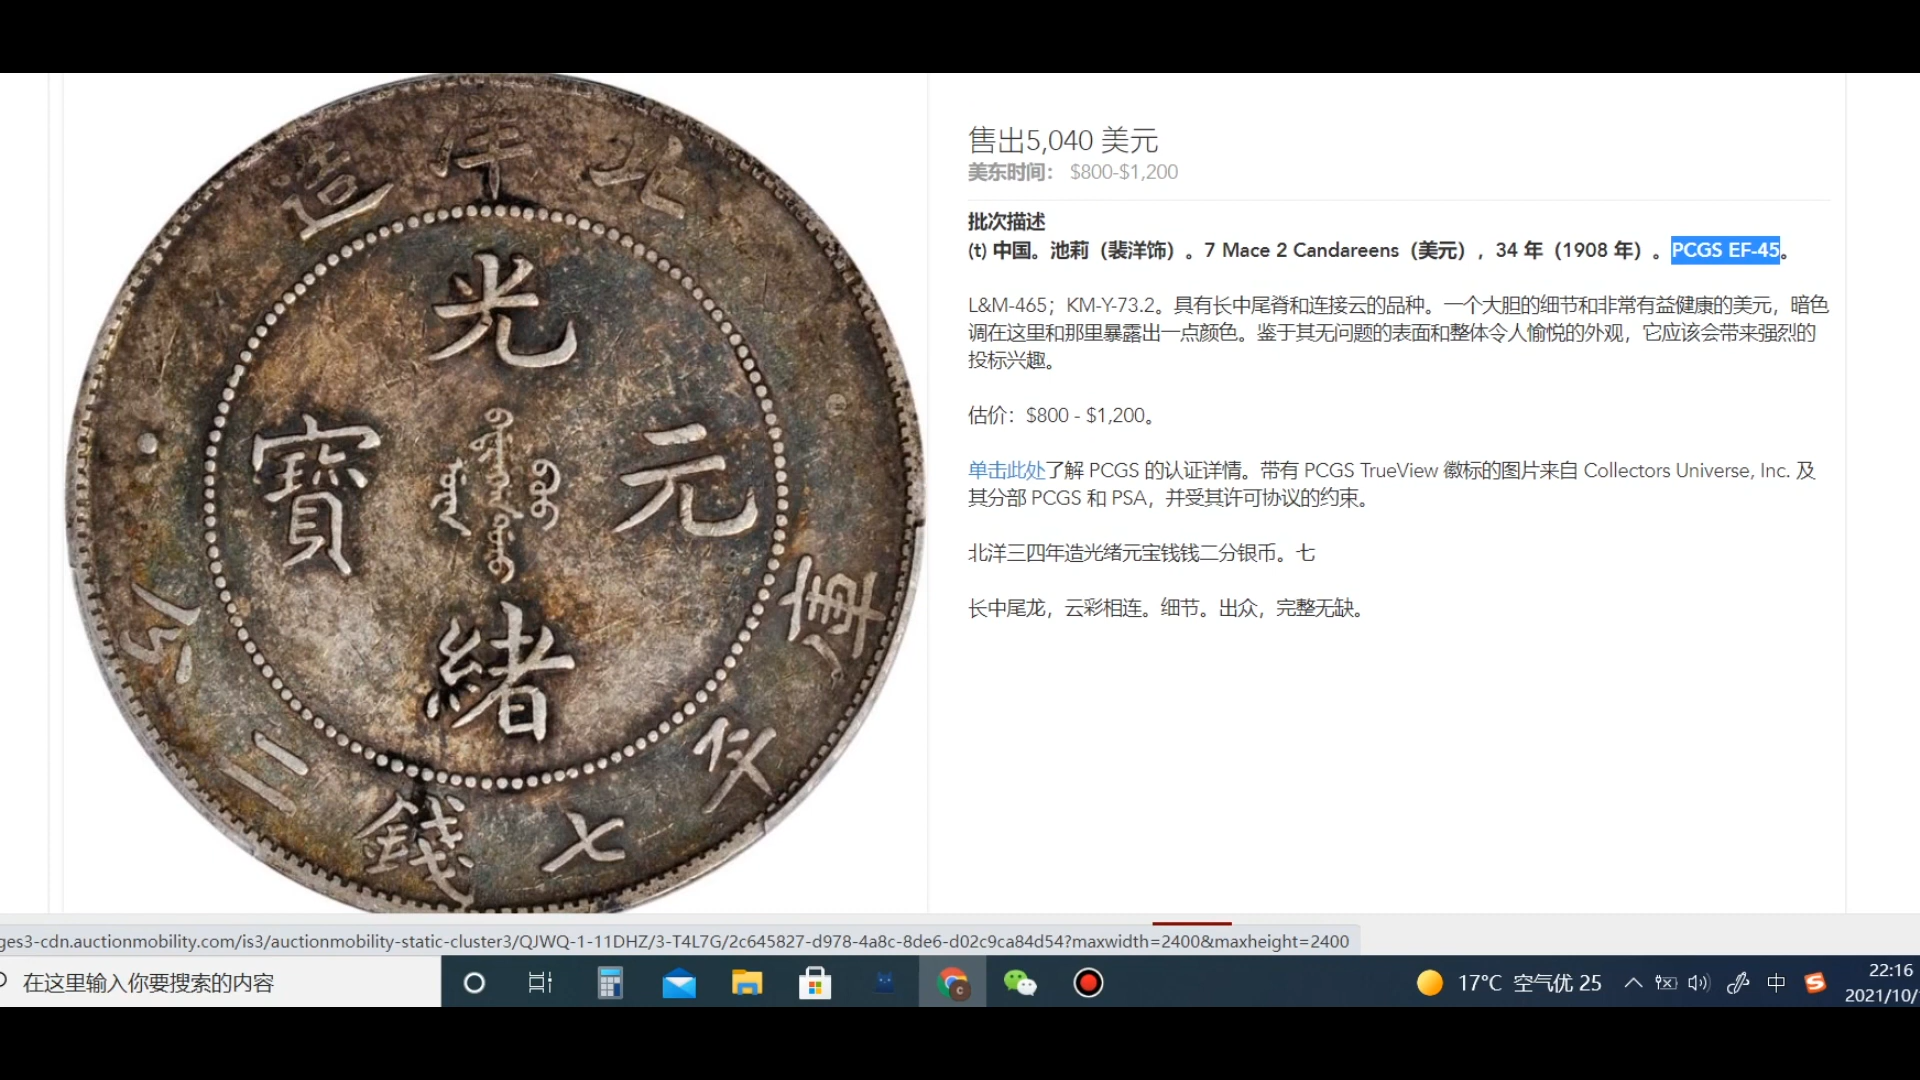 北洋造
光緒元寶
庫平七錢二分
售出5,040 美元
美东时间： $800-$1,200
批次描述
(t) 中国。池莉（裴洋饰）。7 Mace 2 Candareens（美元），34 年（1908 年）。PCGS EF-45。
L&M-465；KM-Y-73.2。具有长中尾脊和连接云的品种。一个大胆的细节和非常有益健康的美元，暗色
调在这里和那里暴露出一点颜色。鉴于其无问题的表面和整体令人愉悦的外观，它应该会带来强烈的
投标兴趣。
估价：$800 - $1,200。
单击此处了解 PCGS 的认证详情。带有 PCGS TrueView 徽标的图片来自 Collectors Universe, Inc. 及
其分部 PCGS 和 PSA，并受其许可协议的约束。
北洋三四年造光绪元宝钱钱二分银币。七
长中尾龙，云彩相连。细节。出众，完整无缺。
ges3-cdn.auctionmobility.com/is3/auctionmobility-static-cluster3/QJWQ-1-11DHZ/3-T4L7G/2c645827-d978-4a8c-8de6-d02c9ca84d54?maxwidth=2400&maxheight=2400
在这里输入你要搜索的内容
17°C 空气优 25
中
22:16
2021/10/